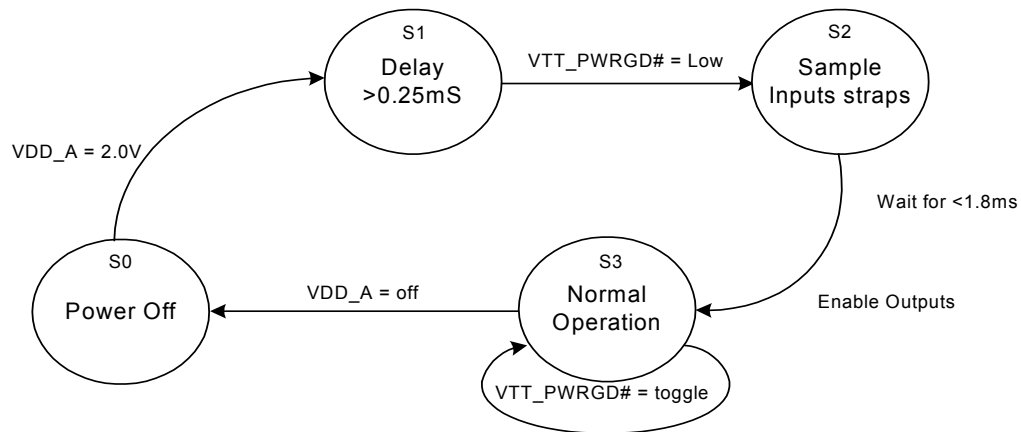 S1
Delay
>0.25mS
VTT_PWRGD# = Low
S2
Sample
Inputs straps
VDD_A = 2.0V
Wait for <1.8ms
S0
Power Off
VDD_A = off
S3
Normal
Operation
Enable Outputs
VTT_PWRGD# = toggle